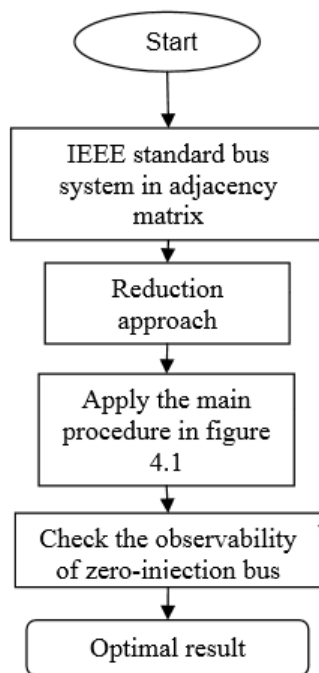 Start
IEEE standard bus
system in adjacency
matrix
Reduction
approach
Apply the main
procedure in figure
4.1
Check the observability
of zero-injection bus
Optimal result